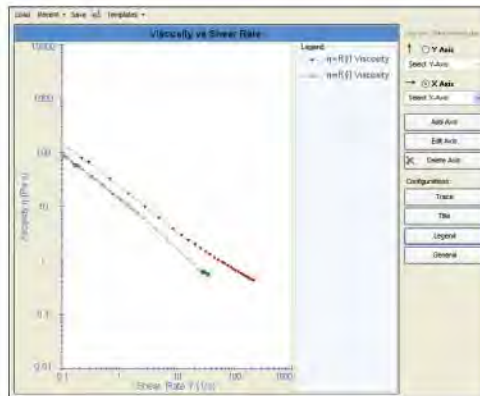 Load Recent Save Templates
Viscosity vs Shear Rate
Legend
η=f(γ̇) Viscosity
η=f(γ̇) Viscosity
Y Axis
Select Y-Axis
X Axis
Select Y-Axis
Add Axis
Edit Axis
Delete Axis
Configurations
Trace
Title
Legend
General
1000
100
10
1
0.1
0.01
Viscosity η (Pa s)
0.1 1 10 100 1000
Shear Rate γ̇ (1/s)